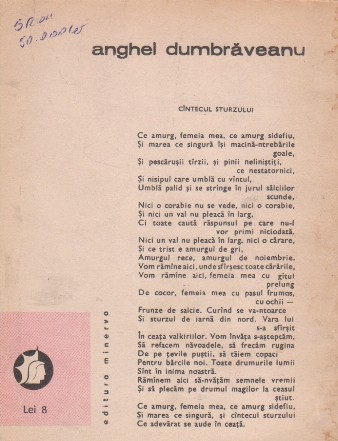 anghel dumbrăveanu
CÎNTECUL STURZULUI
Ce amurg, femeia mea, ce amurg sidefiu,
Și marea ce singură își macină-ntrebările
goale,
Și pescărușii tîrzii, și pinii neliniștiți,
ce nestatornici,
Și nisipul care umblă cu vîntul,
Umblă palid și se strînge în jurul sălciilor
scunde,
Nici o corabie nu se vede, nici o corabie,
Și nici un val nu pleacă în larg.
Ci toate caută răspunsul pe care nu-l
vor primi niciodată.
Nici un val nu pleacă în larg, nici o cărare,
Și ce trist e amurgul de gri,
Amurgul rece, amurgul de noiembrie.
Vom rămîne aici, unde sfîrșesc toate cărările,
Vom rămîne aici, femeia mea cu gîtul
prelung
De cocor, femeia mea cu pasul frumos,
cu ochii —
Frunze de salcie. Curînd se va-ntoarce
Și sturzul de iarnă din nord. Vara lui
s-a sfîrșit
În ceața valkiriilor. Vom învăța așteptăm,
Să refacem năvoadele, să frecăm rugina
De pe țevile puștii, să tăiem copaci
Pentru bărcile noi. Toate drumurile lumii
Sînt în inima noastră.
Rămînem aici să-nvățăm semnele vremii
Și să plecăm pe drumul magilor la cessul
știut.
Ce amurg, femeia mea, ce amurg sidefiu,
Și marea ce singură, și cîntecul sturzului
Ce adevărat se aude în ceață.
editura minerva
Lei 8